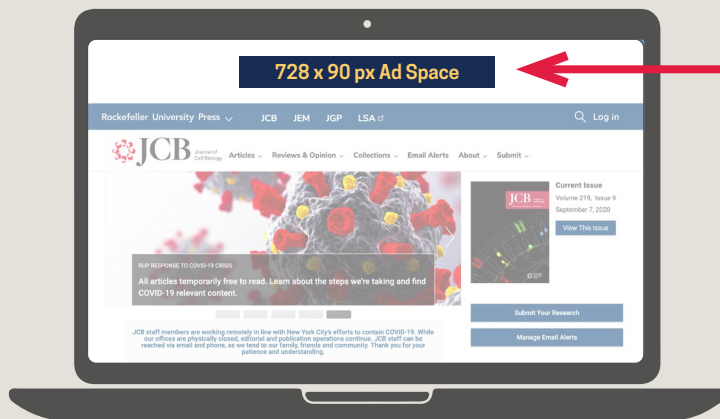 728 x 90 px Ad Space
Rockefeller University Press JCB JEM JGP LSA Log in
JCB Journal of Cell Biology
Articles Reviews & Opinion Collections Email Alerts About Submit
RUP RESPONSE TO COVID-19 CRISIS
All articles temporarily free to read. Learn about the steps we're taking and find
COVID-19 relevant content.
JCB staff members are working remotely in line with New York City's efforts to contain COVID-19. While
our offices are physically closed, editorial and publication operations continue. JCB staff can be
reached via email and phone, as we tend to our family, friends and community. Thank you for your
patience and understanding.
JCB
Current Issue
Volume 219, Issue 9
September 7, 2020
View This Issue
Submit Your Research
Manage Email Alerts